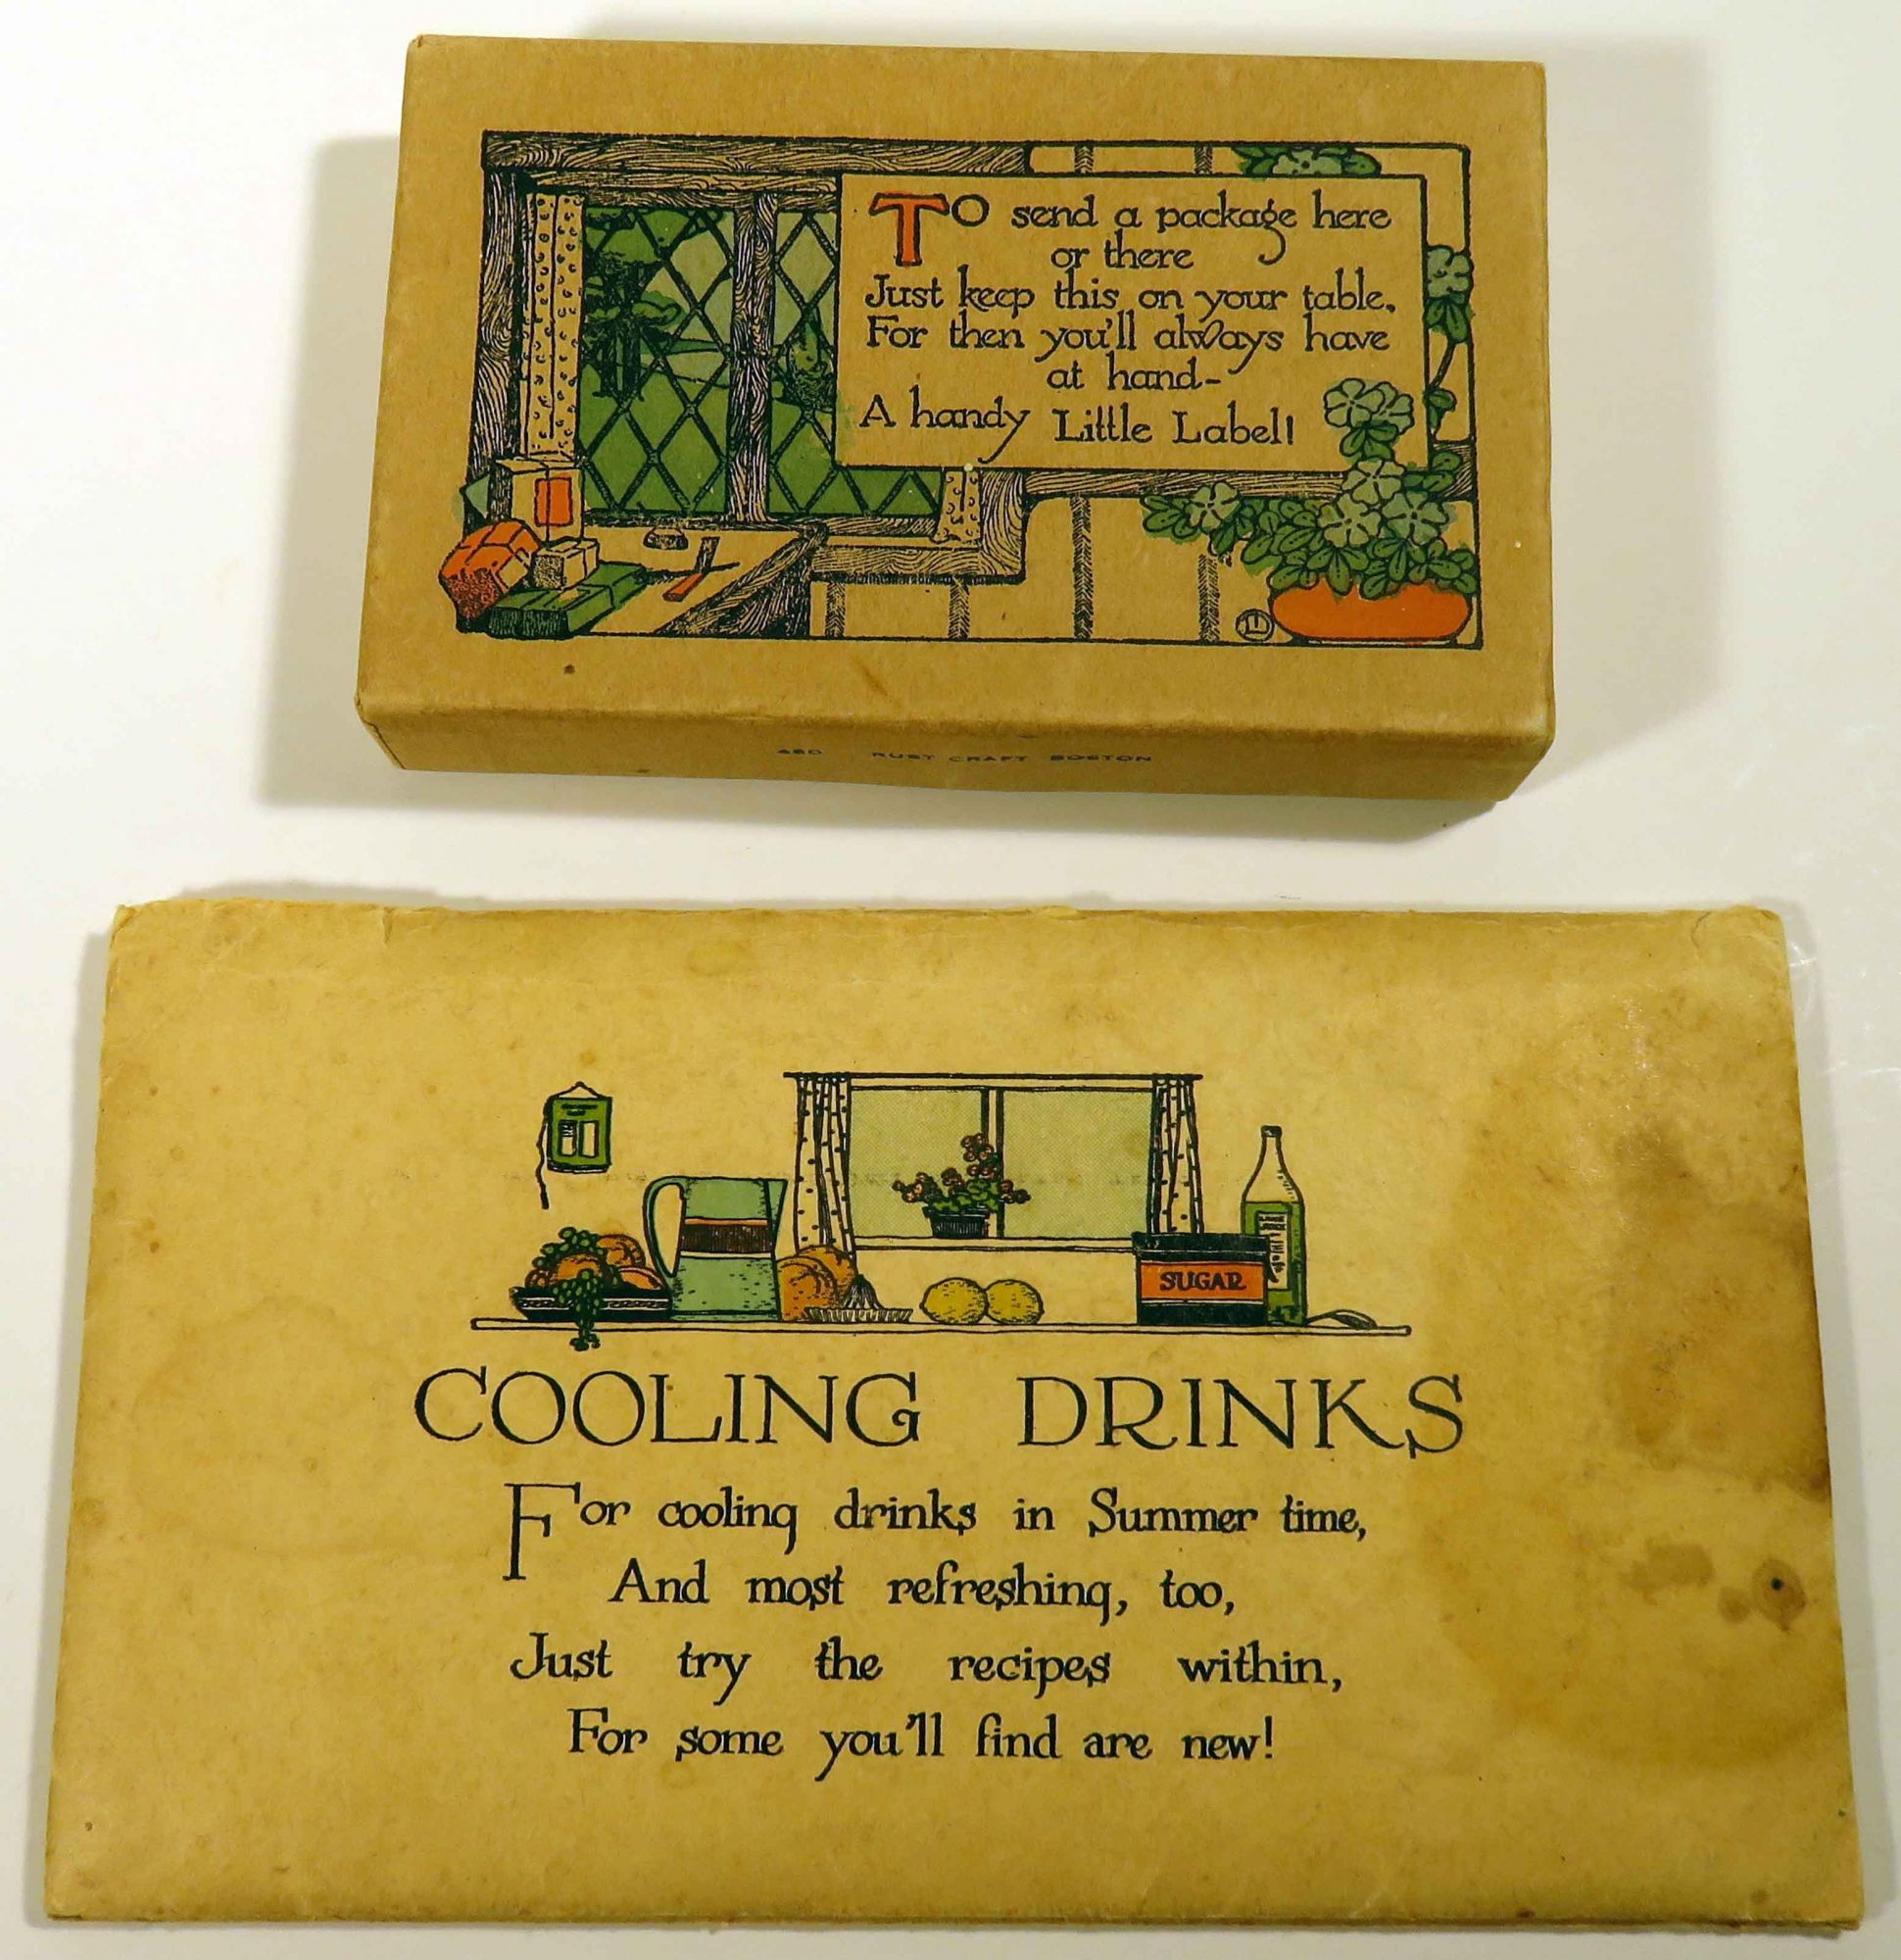 To send a package here
or there
Just keep this on your table,
For then you'll always have
at hand-
A handy Little Label!
RUST CRAFT BOSTON
SUGAR
COOLING DRINKS
For cooling drinks in Summer time,
And most refreshing, too,
Just try the recipes within,
For some you'll find are new!